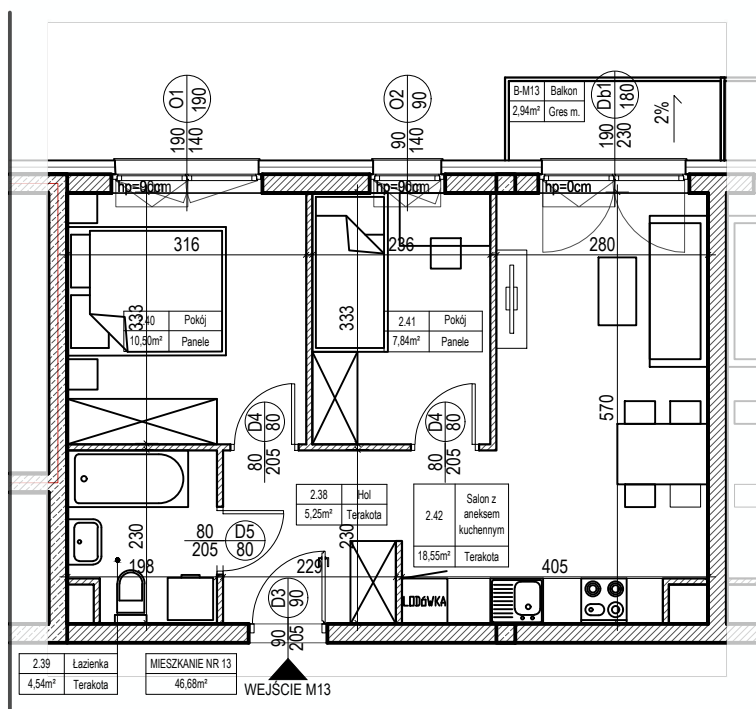 O1
190
190
140
O2
90
90
140
B-M13 Balkon
2,94m² Gres m.
Db1
180
190
230
2%
hp=90cm
hp=90cm
hp=0cm
316
236
280
333
2.40 Pokój
10,50m² Panele
333
2.41 Pokój
7,84m² Panele
570
D4
80
80
205
D4
80
80
205
2.38 Hol
5,25m² Terakota
2.42 Salon z
aneksem
kuchennym
18,55m² Terakota
230
80
205
D5
80
230
198
229
405
D3
90
90
205
LODÓWKA
2.39 Łazienka
4,54m² Terakota
MIESZKANIE NR 13
46,68m²
WEJŚCIE M13